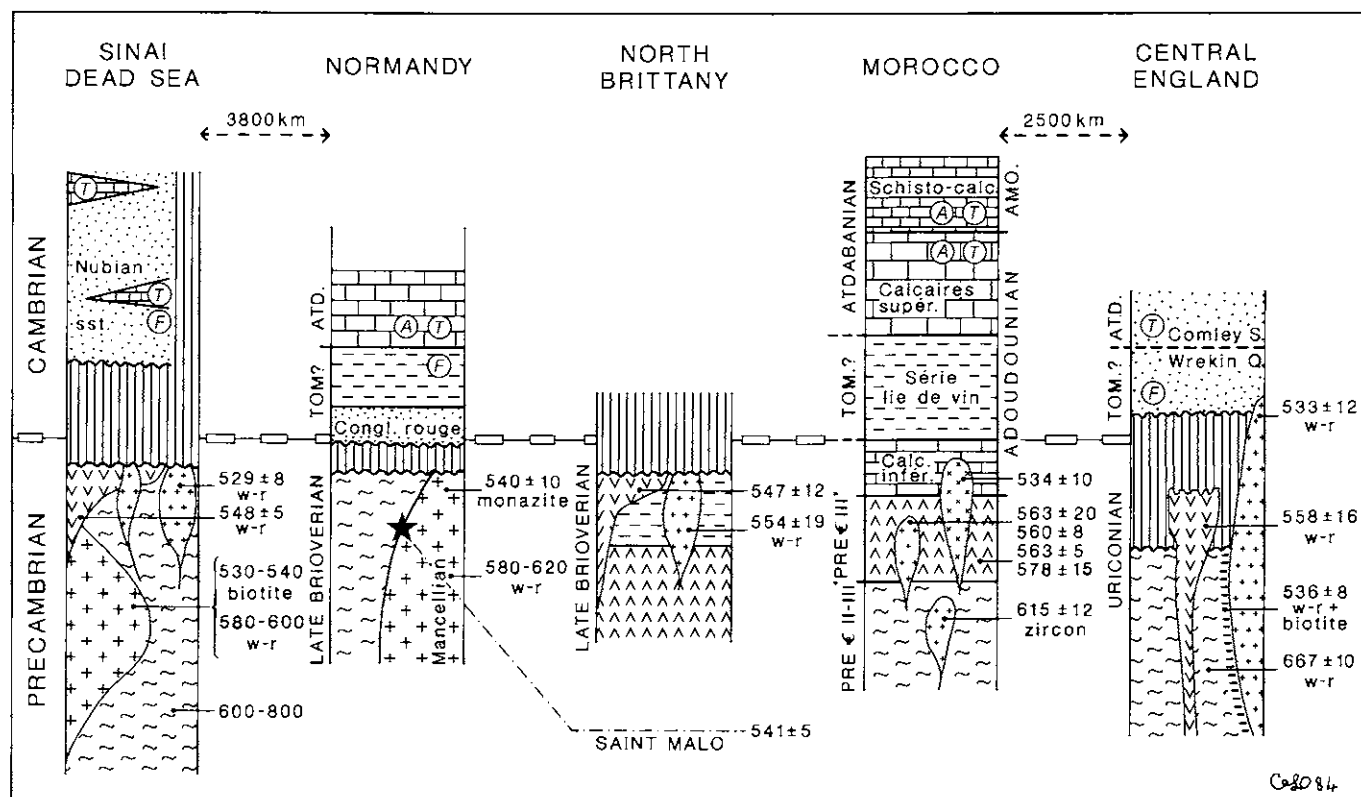 SINAI
DEAD SEA
NORMANDY
NORTH
BRITTANY
MOROCCO
CENTRAL
ENGLAND
3800km
2500km
CAMBRIAN
PRECAMBRIAN
T
Nubian
T
sst.
F
529±8
w-r
548±5
w-r
530-540
biotite
580-600
w-r
600-800
ATD.
TOM?
LATE BRIOVERIAN
A T
F
Congl. rouge
Mancellian
540±10
monazite
580-620
w-r
SAINT MALO
541±5
LATE BRIOVERIAN
547±12
554±19
w-r
ATDABANIAN
TOM.?
"PRE Є III"
PRE Є II-III
Schisto-calc.
A T
A T
Calcaires
supér.
Série
lie de vin
Calc.
infér.
AMO.
ADOUDOUNIAN
534±10
563±20
560±8
563±5
578±15
615±12
zircon
ATD.
TOM.?
URICONIAN
T
Comley S.
Wrekin Q.
F
533±12
w-r
558±16
w-r
536±8
w-r+
biotite
667±10
w-r